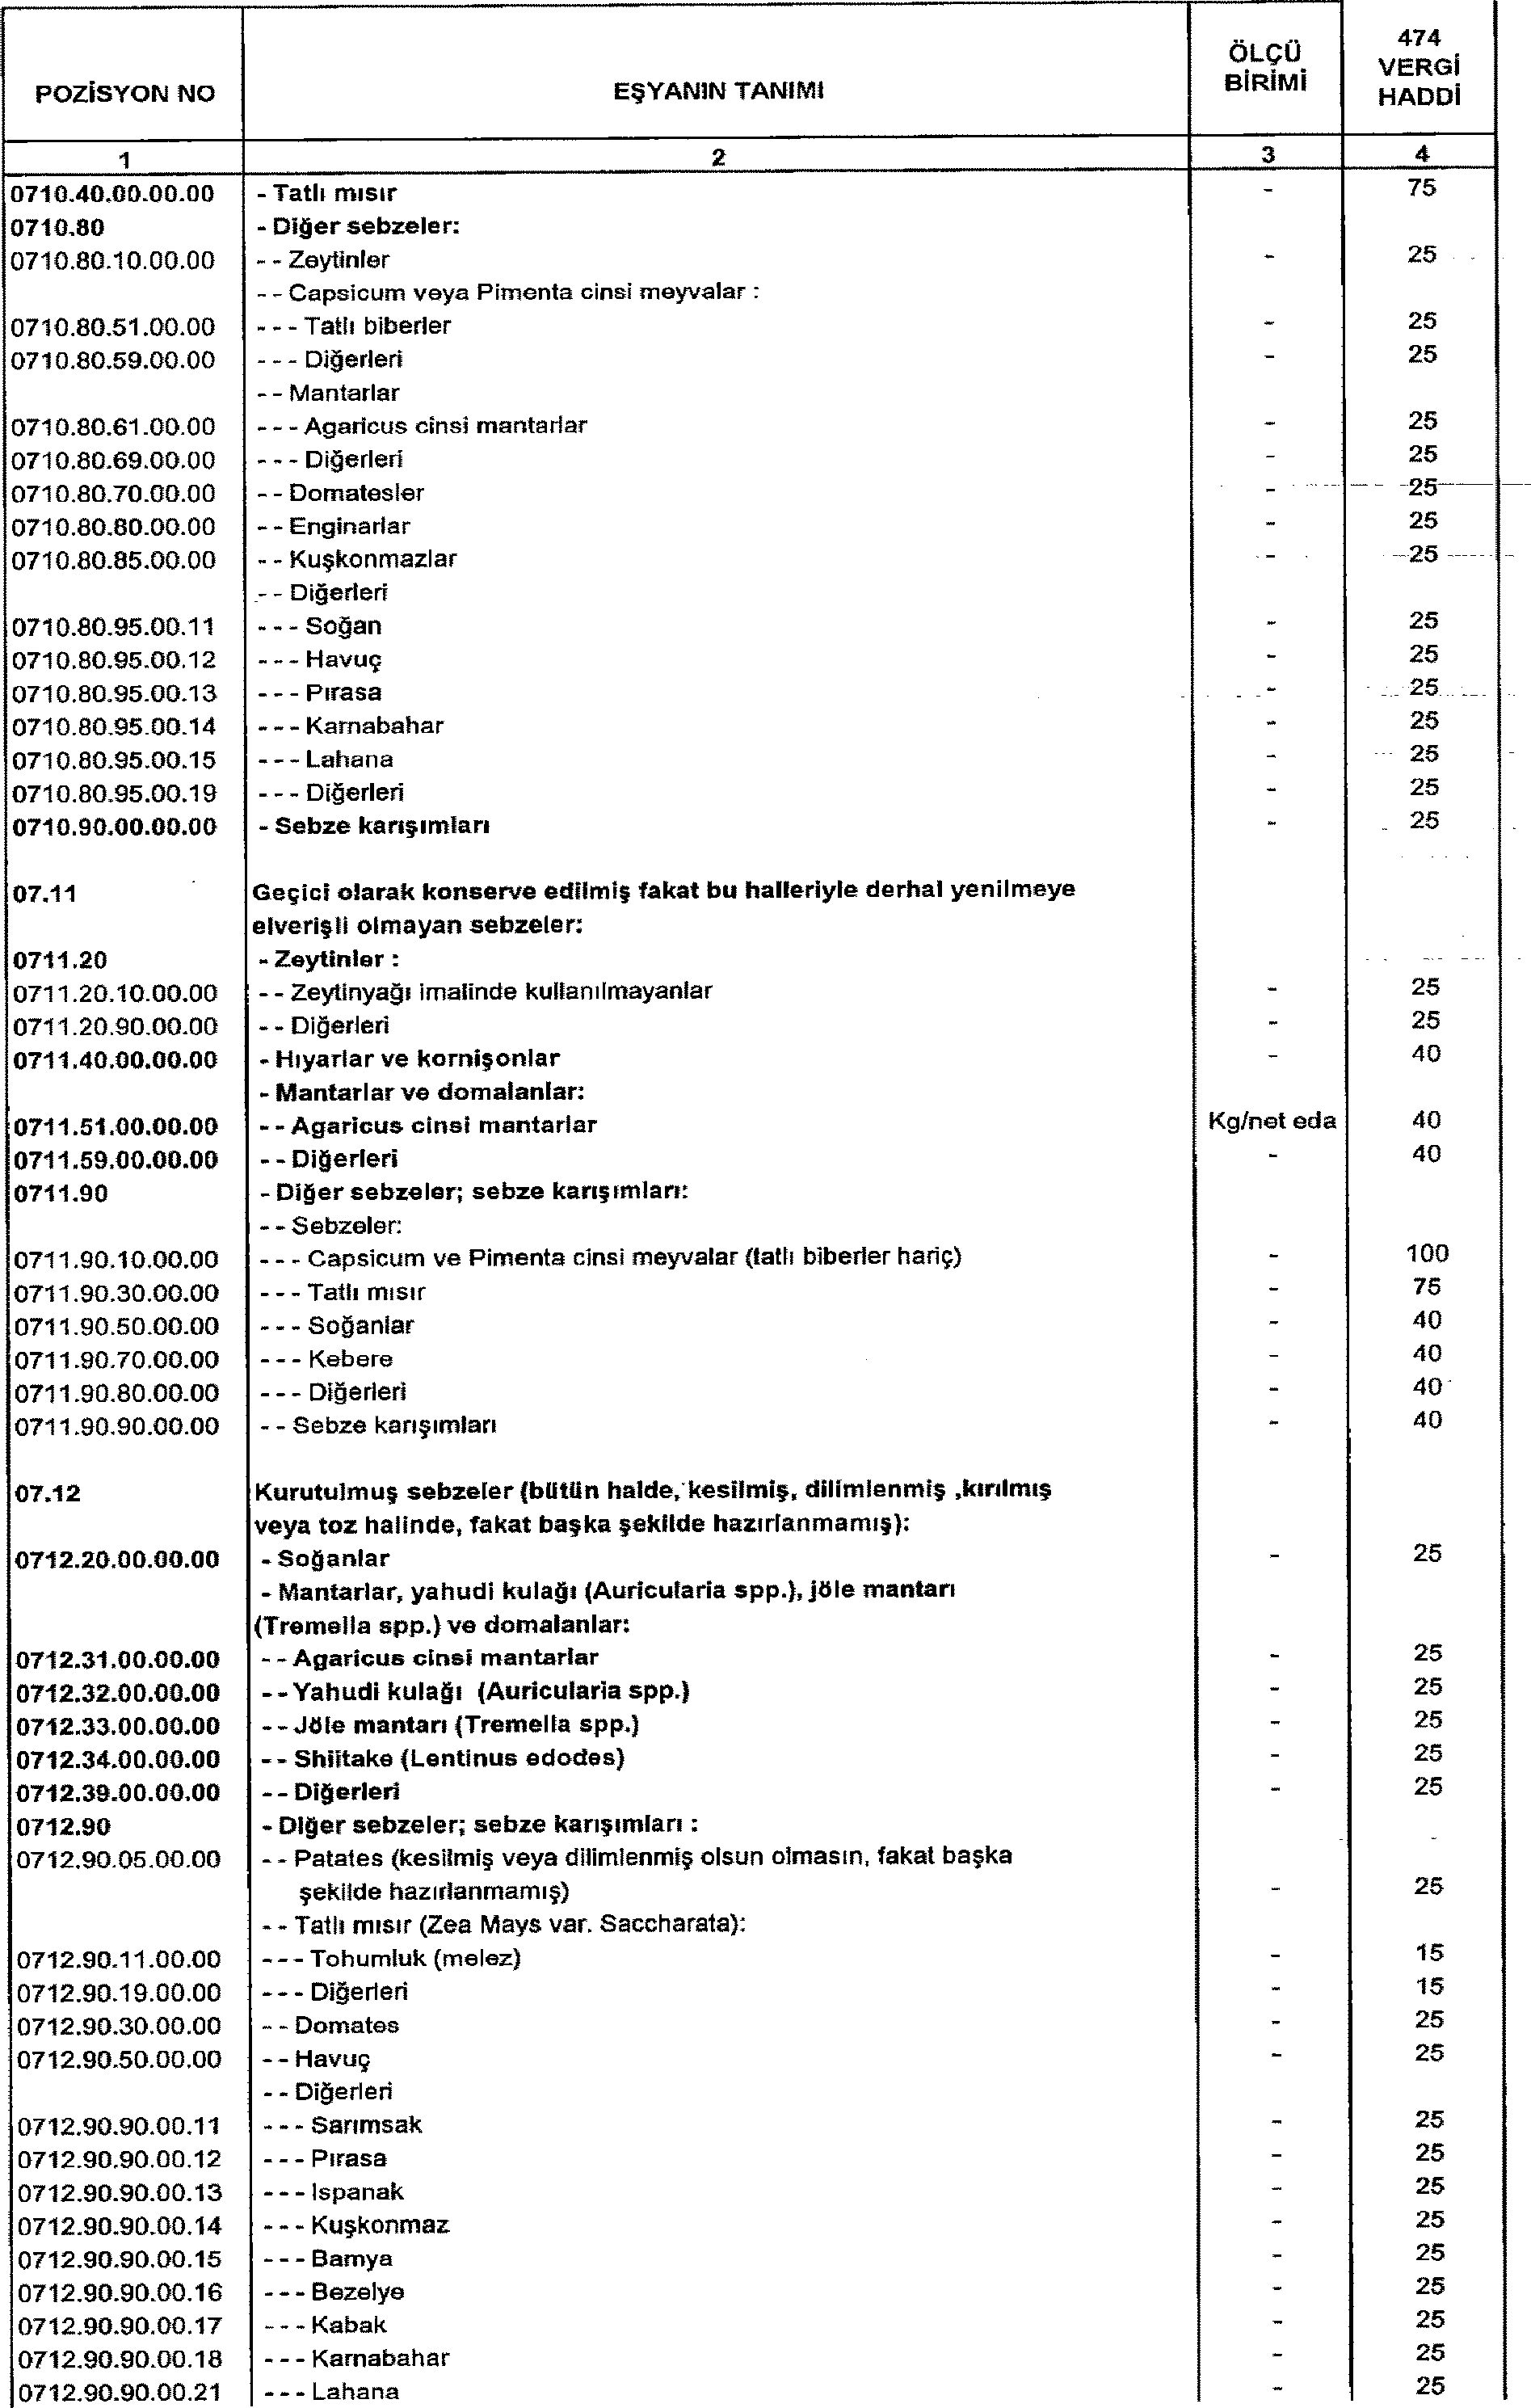 POZİSYON NO EŞYANIN TANIMI ÖLÇÜ BİRİMİ 474 VERGİ HADDİ
1 2 3 4
0710.40.00.00.00 - Tatlı mısır - 75
0710.80 - Diğer sebzeler:
0710.80.10.00.00 - - Zeytinler - 25
- - Capsicum veya Pimenta cinsi meyvalar :
0710.80.51.00.00 - - - Tatlı biberler - 25
0710.80.59.00.00 - - - Diğerleri - 25
- - Mantarlar
0710.80.61.00.00 - - - Agaricus cinsi mantarlar - 25
0710.80.69.00.00 - - - Diğerleri - 25
0710.80.70.00.00 - - Domatesler - 25
0710.80.80.00.00 - - Enginarlar - 25
0710.80.85.00.00 - - Kuşkonmazlar - 25
- - Diğerleri
0710.80.95.00.11 - - - Soğan - 25
0710.80.95.00.12 - - - Havuç - 25
0710.80.95.00.13 - - - Pırasa - 25
0710.80.95.00.14 - - - Karnabahar - 25
0710.80.95.00.15 - - - Lahana - 25
0710.80.95.00.19 - - - Diğerleri - 25
0710.90.00.00.00 - Sebze karışımları - 25
07.11 Geçici olarak konserve edilmiş fakat bu halleriyle derhal yenilmeye
elverişli olmayan sebzeler:
0711.20 - Zeytinler :
0711.20.10.00.00 - - Zeytinyağı imalinde kullanılmayanlar - 25
0711.20.90.00.00 - - Diğerleri - 25
0711.40.00.00.00 - Hıyarlar ve kornişonlar - 40
- Mantarlar ve domalanlar:
0711.51.00.00.00 - - Agaricus cinsi mantarlar Kg/net eda 40
0711.59.00.00.00 - - Diğerleri - 40
0711.90 - Diğer sebzeler; sebze karışımları:
- - Sebzeler:
0711.90.10.00.00 - - - Capsicum ve Pimenta cinsi meyvalar (tatlı biberler hariç) - 100
0711.90.30.00.00 - - - Tatlı mısır - 75
0711.90.50.00.00 - - - Soğanlar - 40
0711.90.70.00.00 - - - Kebere - 40
0711.90.80.00.00 - - - Diğerleri - 40
0711.90.90.00.00 - - Sebze karışımları - 40
07.12 Kurutulmuş sebzeler (bütün halde, kesilmiş, dilimlenmiş ,kırılmış
veya toz halinde, fakat başka şekilde hazırlanmamış):
0712.20.00.00.00 - Soğanlar - 25
- Mantarlar, yahudi kulağı (Auricularia spp.), jöle mantarı
(Tremella spp.) ve domalanlar:
0712.31.00.00.00 - - Agaricus cinsi mantarlar - 25
0712.32.00.00.00 - - Yahudi kulağı (Auricularia spp.) - 25
0712.33.00.00.00 - - Jöle mantarı (Tremella spp.) - 25
0712.34.00.00.00 - - Shiitake (Lentinus edodes) - 25
0712.39.00.00.00 - - Diğerleri - 25
0712.90 - Diğer sebzeler; sebze karışımları :
0712.90.05.00.00 - - Patates (kesilmiş veya dilimlenmiş olsun olmasın, fakat başka
şekilde hazırlanmamış) - 25
- - Tatlı mısır (Zea Mays var. Saccharata):
0712.90.11.00.00 - - - Tohumluk (melez) - 15
0712.90.19.00.00 - - - Diğerleri - 15
0712.90.30.00.00 - - Domates - 25
0712.90.50.00.00 - - Havuç - 25
- - Diğerleri
0712.90.90.00.11 - - - Sarımsak - 25
0712.90.90.00.12 - - - Pırasa - 25
0712.90.90.00.13 - - - Ispanak - 25
0712.90.90.00.14 - - - Kuşkonmaz - 25
0712.90.90.00.15 - - - Bamya - 25
0712.90.90.00.16 - - - Bezelye - 25
0712.90.90.00.17 - - - Kabak - 25
0712.90.90.00.18 - - - Karnabahar - 25
0712.90.90.00.21 - - - Lahana - 25